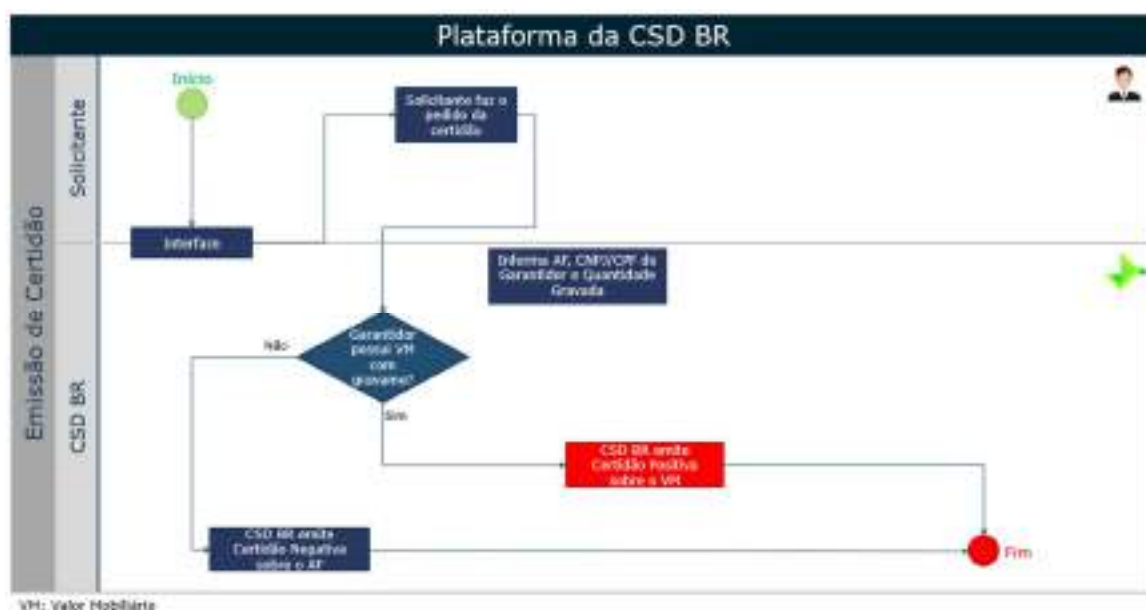 Plataforma da CSD BR
Emissão de Certidão
Solicitante
Início
Solicitante faz o
pedido da
certidão
Interface
CSD BR
Informa AF, CNPJ/CPF do
Garantidor e Quantidade
Gravada
Garantidor
possui VM
com
gravame?
Não
Sim
CSD BR emite
Certidão Positiva
sobre o VM
CSD BR emite
Certidão Negativa
sobre o AF
Fim
VM: Valor Mobiliário